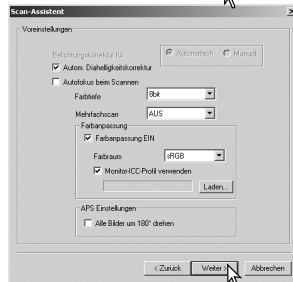 Scan-Assistent
Voreinstellungen
Belichtungskorrektur für
Automatisch Manuell
Autom. Diahelligkeitskorrektur
Autofokus beim Scannen
Farbtiefe 8bit
Mehrfachscan AUS
Farbanpassung
Farbanpassung EIN
Farbraum sRGB
Monitor-ICC-Profil verwenden
Laden...
APS Einstellungen
Alle Bilder um 180° drehen
< Zurück Weiter > Abbrechen